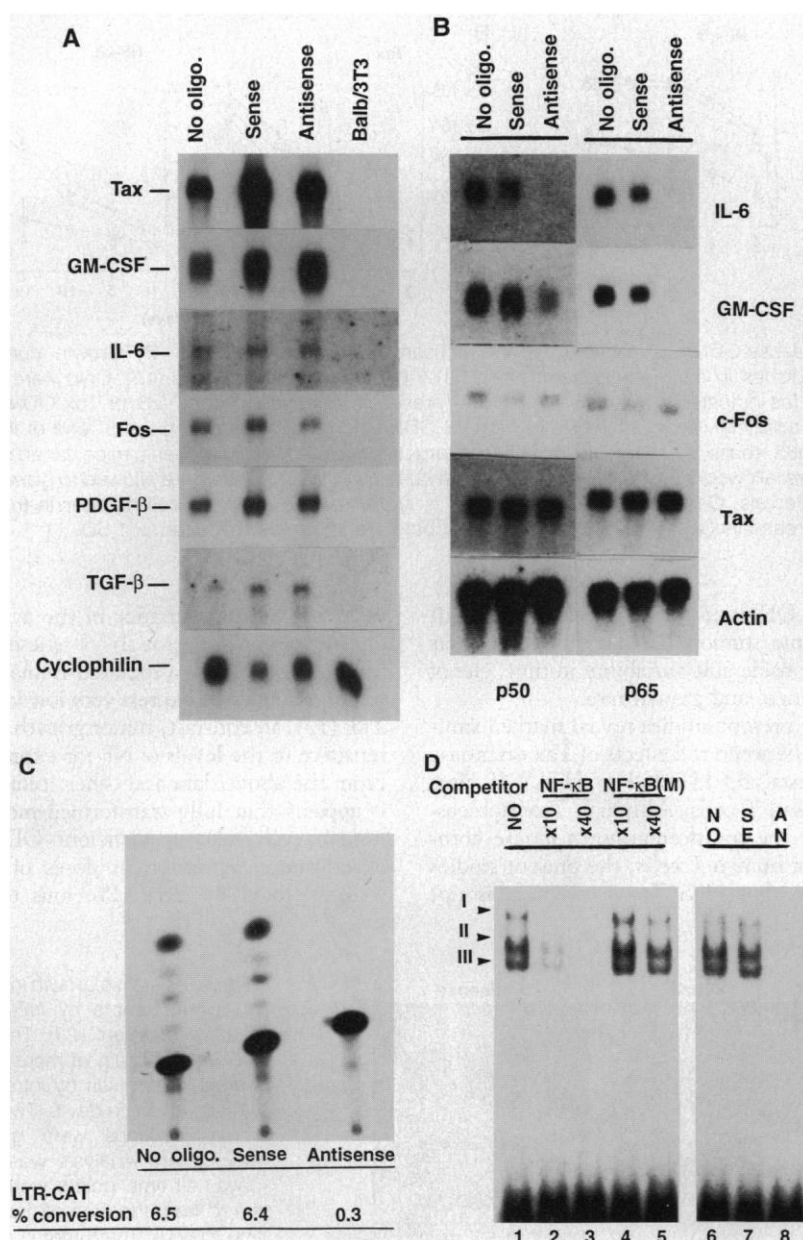 A
No oligo.
Sense
Antisense
Balb/3T3
Tax
GM-CSF
IL-6
Fos
PDGF-β
TGF-β
Cyclophilin
B
No oligo.
Sense
Antisense
No oligo.
Sense
Antisense
IL-6
GM-CSF
c-Fos
Tax
Actin
p50 p65
C
No oligo. Sense Antisense
LTR-CAT
% conversion 6.5 6.4 0.3
D
Competitor NO NF-κB NF-κB(M)
x10 x40 x10 x40
NO SE AN
I
II
III
1 2 3 4 5 6 7 8